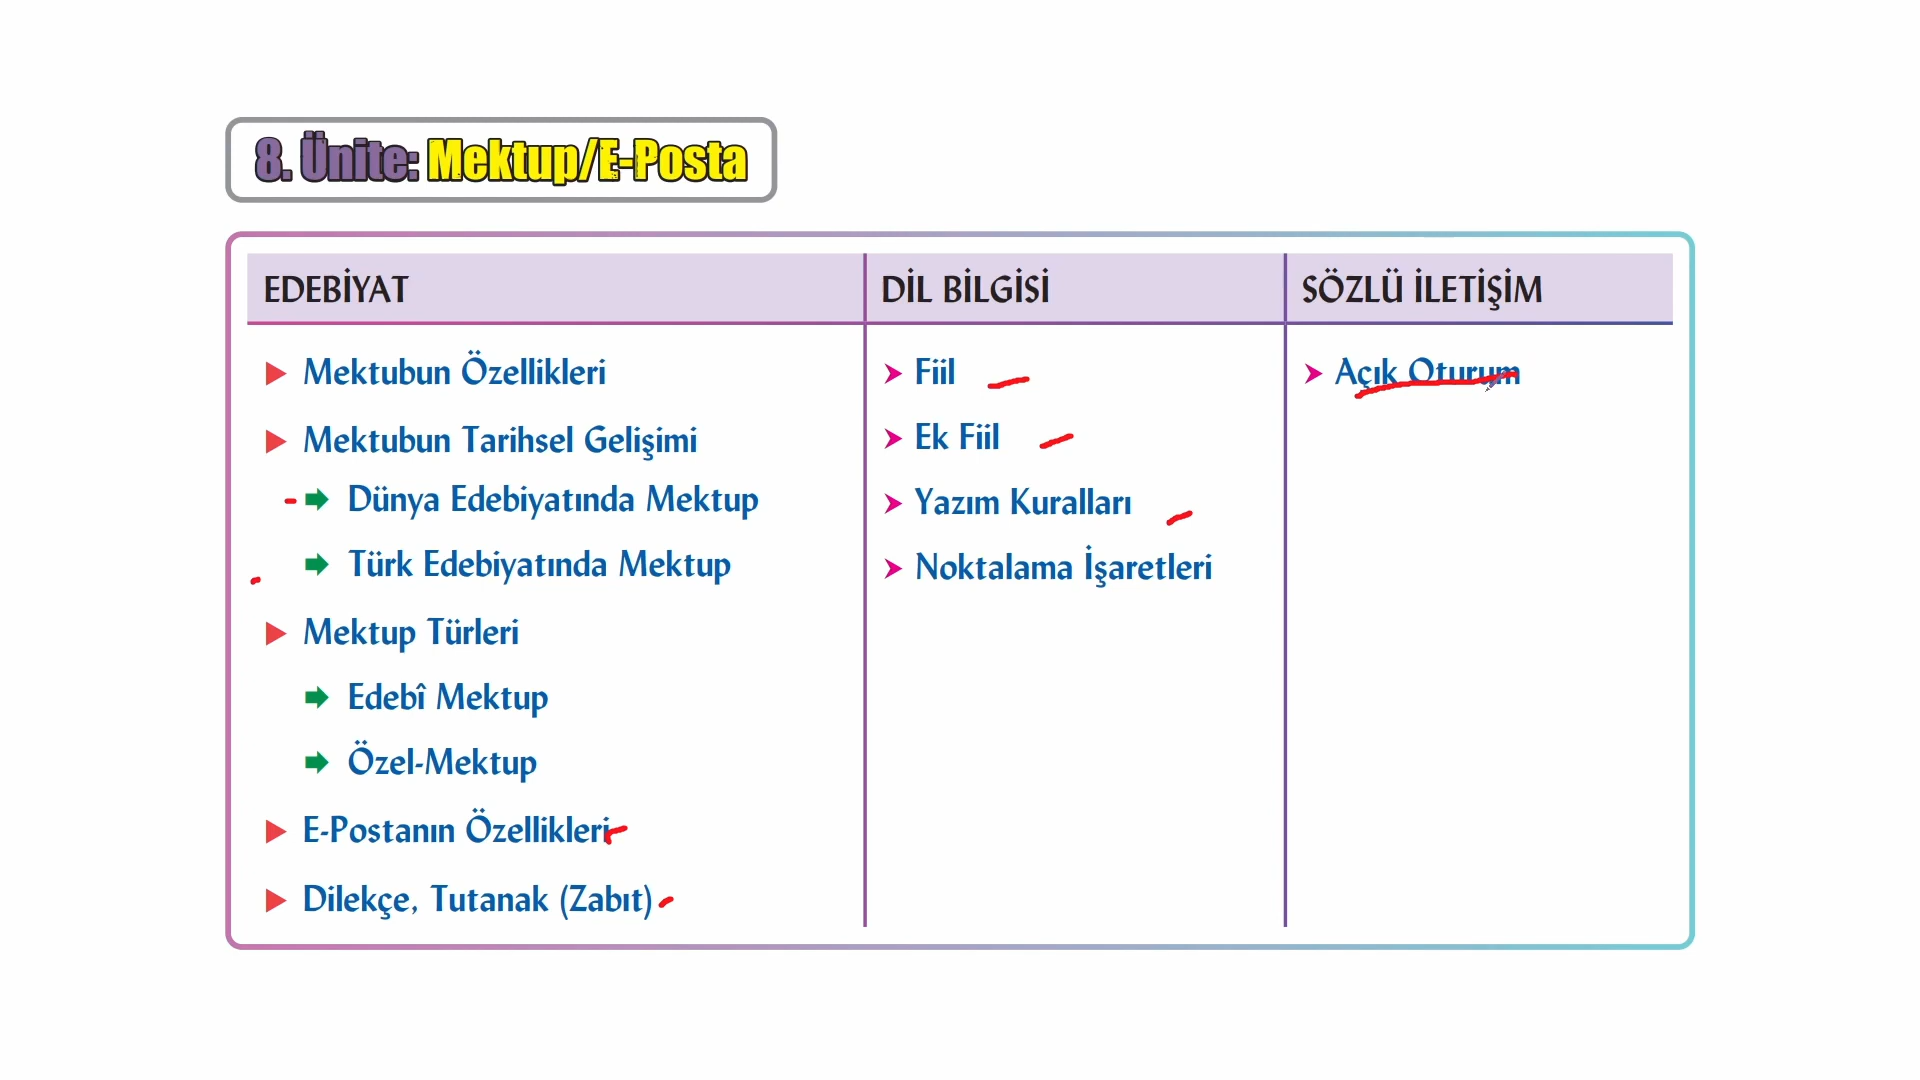 8. Ünite: Mektup/E-Posta
EDEBİYAT
Mektubun Özellikleri
Mektubun Tarihsel Gelişimi
Dünya Edebiyatında Mektup
Türk Edebiyatında Mektup
Mektup Türleri
Edebî Mektup
Özel-Mektup
E-Postanın Özellikleri
Dilekçe, Tutanak (Zabıt)
DİL BİLGİSİ
Fiil
Ek Fiil
Yazım Kuralları
Noktalama İşaretleri
SÖZLÜ İLETİŞİM
Açık Oturum